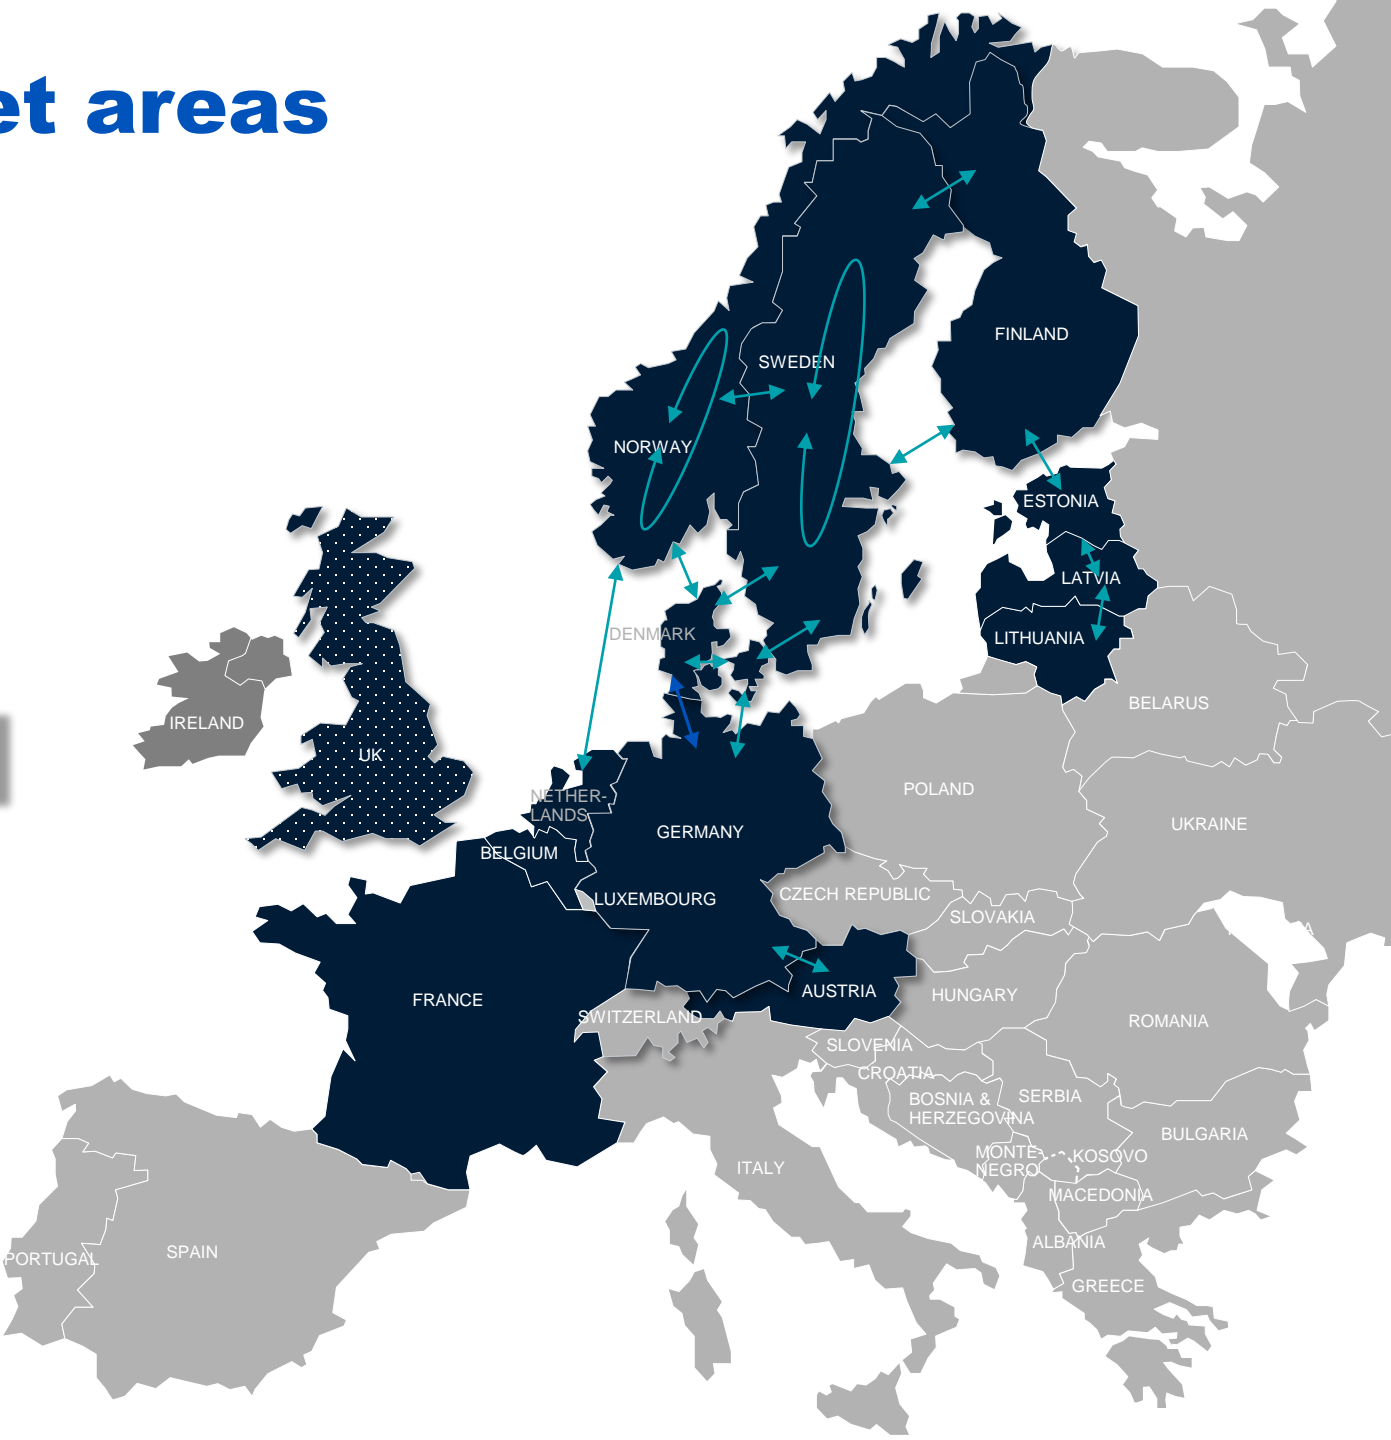 et areas
FINLAND
SWEDEN
NORWAY
ESTONIA
LATVIA
DENMARK
LITHUANIA
IRELAND
UK
BELARUS
NETHER-
LANDS
POLAND
UKRAINE
GERMANY
BELGIUM
LUXEMBOURG
CZECH REPUBLIC
SLOVAKIA
AUSTRIA
FRANCE
HUNGARY
SWITZERLAND
ROMANIA
SLOVENIA
CROATIA
BOSNIA &
HERZEGOVINA
SERBIA
BULGARIA
MONTE-
NEGRO
KOSOVO
ITALY
MACEDONIA
ALBANIA
SPAIN
PORTUGAL
GREECE